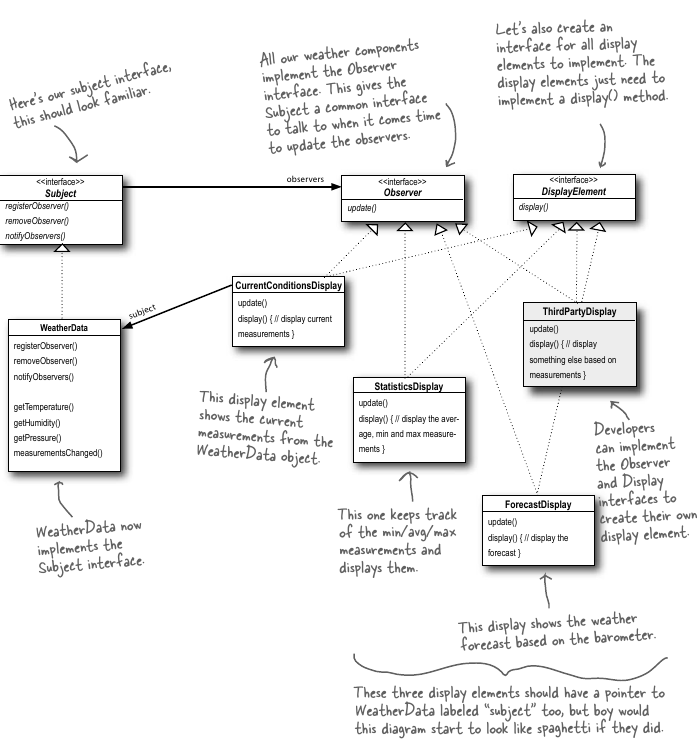 Here's our subject interface,
this should look familiar.
All our weather components
implement the Observer
interface. This gives the
Subject a common interface
to talk to when it comes time
to update the observers.
Let's also create an
interface for all display
elements to implement. The
display elements just need to
implement a display() method.
<<interface>>
Subject
registerObserver()
removeObserver()
notifyObservers()
observers
<<interface>>
Observer
update()
<<interface>>
DisplayElement
display()
subject
CurrentConditionsDisplay
update()
display() { // display current
measurements }
ThirdPartyDisplay
update()
display() { // display
something else based on
measurements }
WeatherData
registerObserver()
removeObserver()
notifyObservers()
getTemperature()
getHumidity()
getPressure()
measurementsChanged()
StatisticsDisplay
update()
display() { // display the aver-
age, min and max measure-
ments }
This display element
shows the current
measurements from the
WeatherData object.
Developers
can implement
the Observer
and Display
interfaces to
create their own
display element.
ForecastDisplay
update()
display() { // display the
forecast }
WeatherData now
implements the
Subject interface.
This one keeps track
of the min/avg/max
measurements and
displays them.
This display shows the weather
forecast based on the barometer.
These three display elements should have a pointer to
WeatherData labeled "subject" too, but boy would
this diagram start to look like spaghetti if they did.